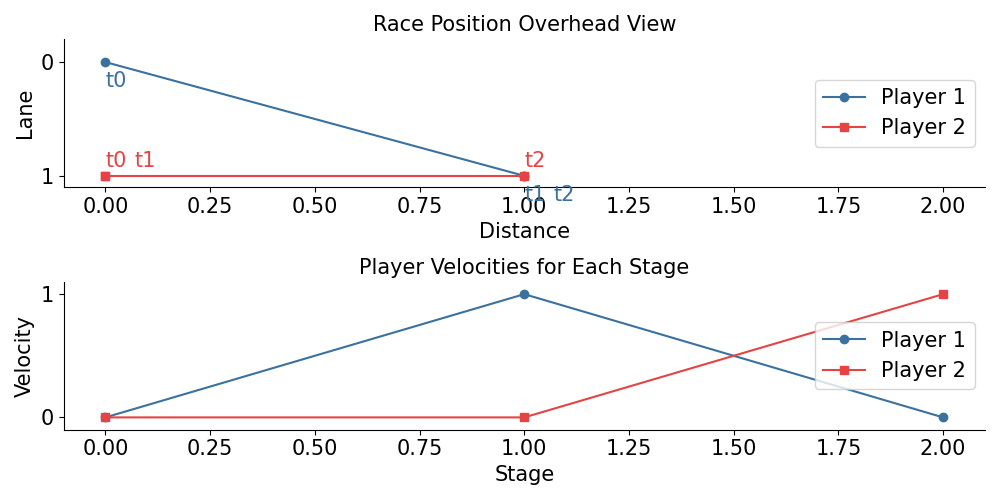 Race Position Overhead View
0
t0
Lane
Player 1
Player 2
t0 t1
t2
1
t1 t2
0.00 0.25 0.50 0.75 1.00 1.25 1.50 1.75 2.00
Distance
Player Velocities for Each Stage
1
Velocity
Player 1
Player 2
0
0.00 0.25 0.50 0.75 1.00 1.25 1.50 1.75 2.00
Stage